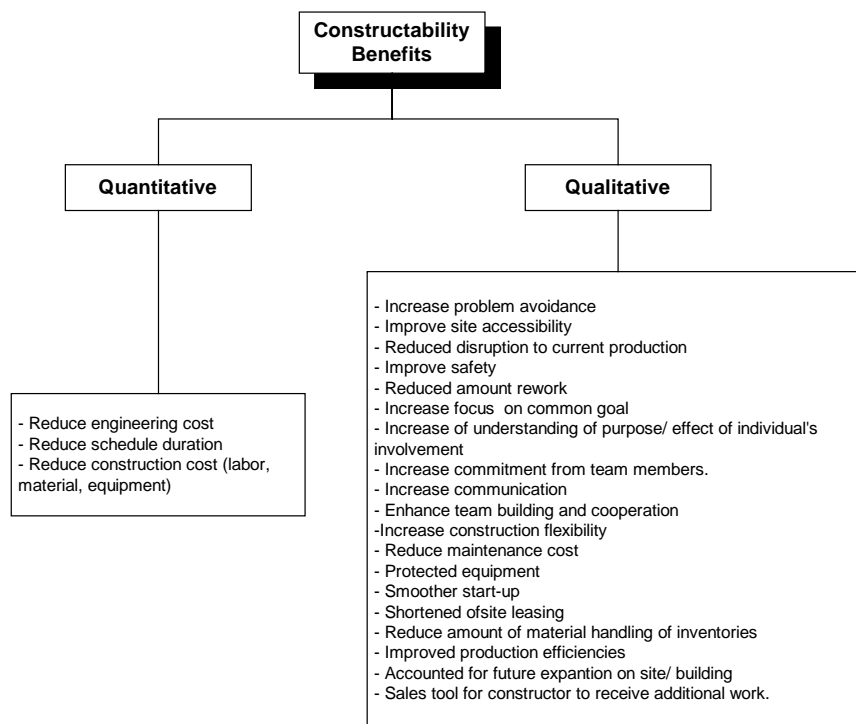 Constructability
Benefits
Quantitative
Qualitative
- Reduce engineering cost
- Reduce schedule duration
- Reduce construction cost (labor,
material, equipment)
- Increase problem avoidance
- Improve site accessibility
- Reduced disruption to current production
- Improve safety
- Reduced amount rework
- Increase focus  on common goal
- Increase of understanding of purpose/ effect of individual's
involvement
- Increase commitment from team members.
- Increase communication
- Enhance team building and cooperation
-Increase construction flexibility
- Reduce maintenance cost
- Protected equipment
- Smoother start-up
- Shortened ofsite leasing
- Reduce amount of material handling of inventories
- Improved production efficiencies
- Accounted for future expantion on site/ building
- Sales tool for constructor to receive additional work.